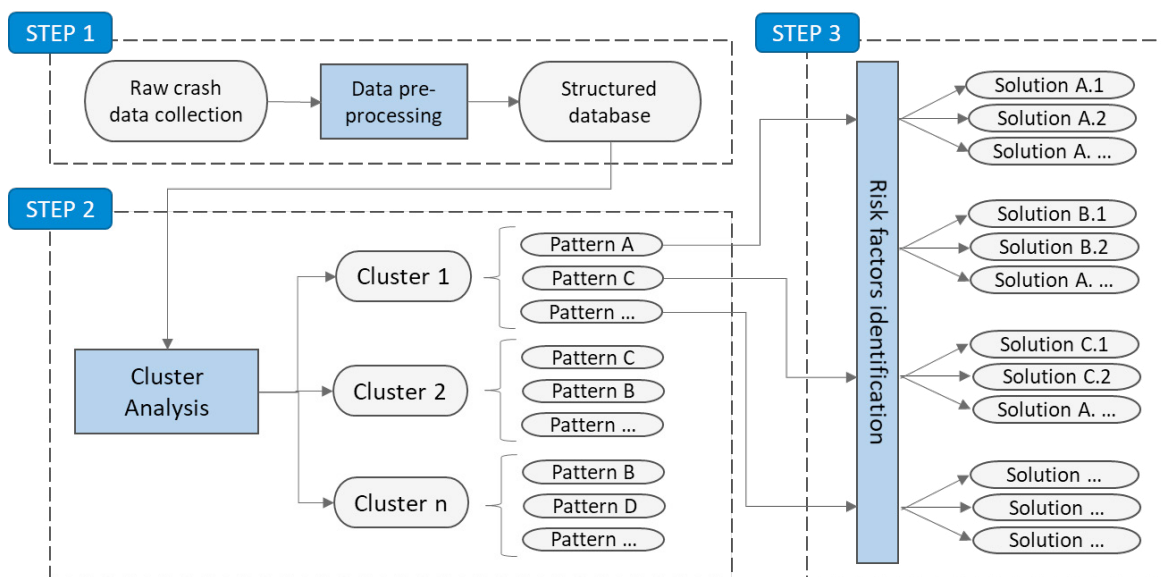 STEP 1
Raw crash
data collection
Data pre-
processing
Structured
database
STEP 2
Cluster
Analysis
Cluster 1
Pattern A
Pattern C
Pattern ...
Cluster 2
Pattern C
Pattern B
Pattern ...
Cluster n
Pattern B
Pattern D
Pattern ...
STEP 3
Risk factors identification
Solution A.1
Solution A.2
Solution A. ...
Solution B.1
Solution B.2
Solution A. ...
Solution C.1
Solution C.2
Solution A. ...
Solution ...
Solution ...
Solution ...